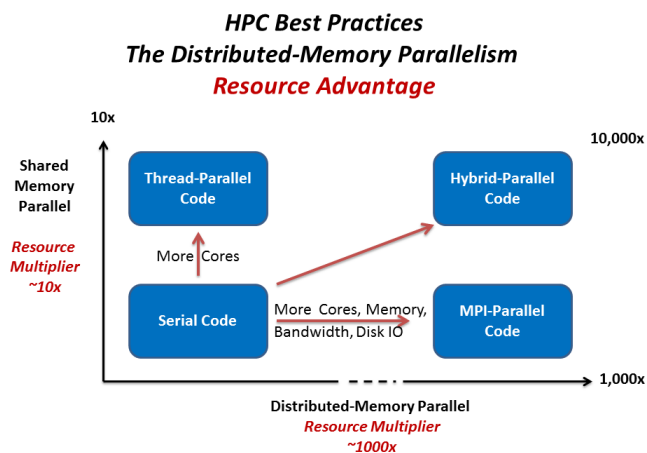 HPC Best Practices
The Distributed-Memory Parallelism
Resource Advantage
10x
10,000x
Shared
Memory
Parallel
Resource
Multiplier
~10x
Thread-Parallel
Code
Hybrid-Parallel
Code
More Cores
Serial Code
More Cores, Memory,
Bandwidth, Disk IO
MPI-Parallel
Code
1,000x
Distributed-Memory Parallel
Resource Multiplier
~1000x